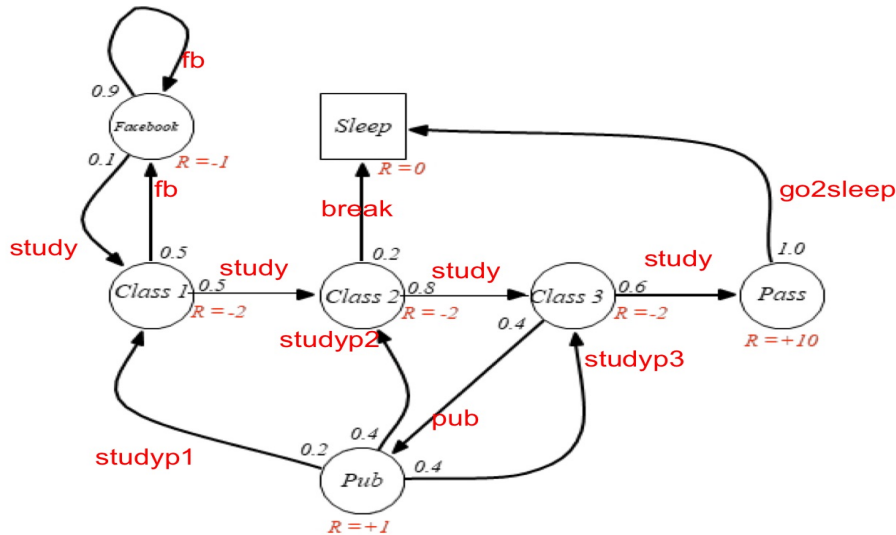 fb
0.9
Facebook
0.1
R = -1
fb
study
0.5
Class 1
0.5
R = -2
study
Sleep
R = 0
break
0.2
Class 2
0.8
R = -2
study
studyp2
go2sleep
Class 3
0.6
R = -2
0.4
study
1.0
Pass
R = +10
studyp3
pub
studyp1
0.2
0.4
0.4
Pub
R = +1